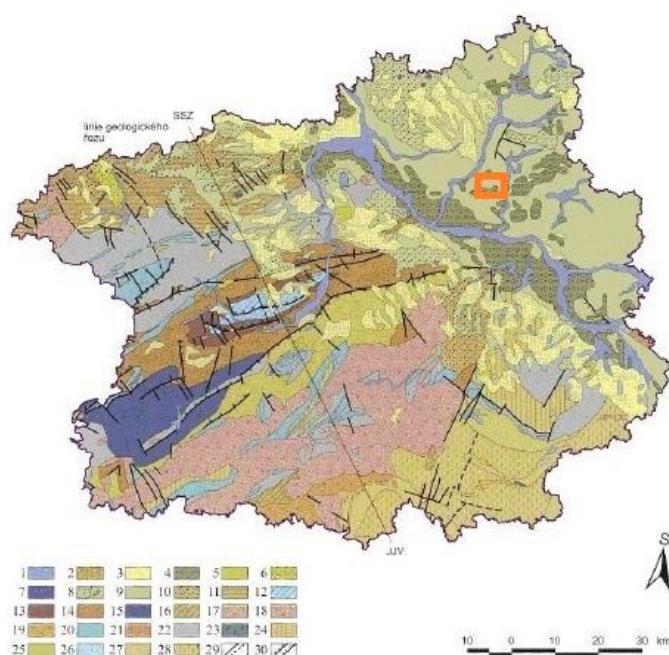 SSZ
linie geologického
řezu
JJV
S
1 2 3 4 5 6
7 8 9 10 11 12
13 14 15 16 17 18
19 20 21 22 23 24
25 26 27 28 29 30
10 0 10 20 30 km